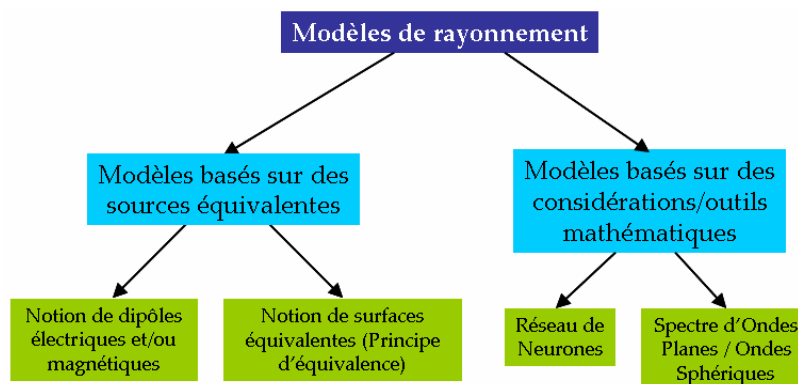 Modèles de rayonnement
Modèles basés sur des
sources équivalentes
Modèles basés sur des
considérations/outils
mathématiques
Notion de dipôles
électriques et/ou
magnétiques
Notion de surfaces
équivalentes (Principe
d'équivalence)
Réseau de
Neurones
Spectre d'Ondes
Planes / Ondes
Sphériques